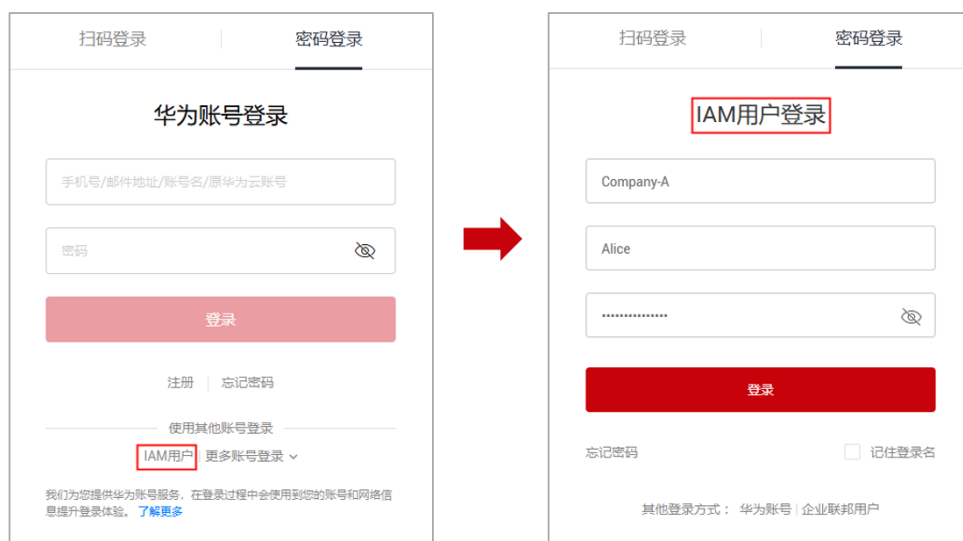 扫码登录
密码登录
华为账号登录
手机号/邮件地址/账号名/原华为云账号
密码
登录
注册 | 忘记密码
使用其他账号登录
IAM用户 | 更多账号登录
我们为您提供华为账号服务，在登录过程中会使用到您的账号和网络信
息提升登录体验。 了解更多
扫码登录
密码登录
IAM用户登录
Company-A
Alice
···············
登录
忘记密码
记住登录名
其他登录方式： 华为账号 | 企业联邦用户